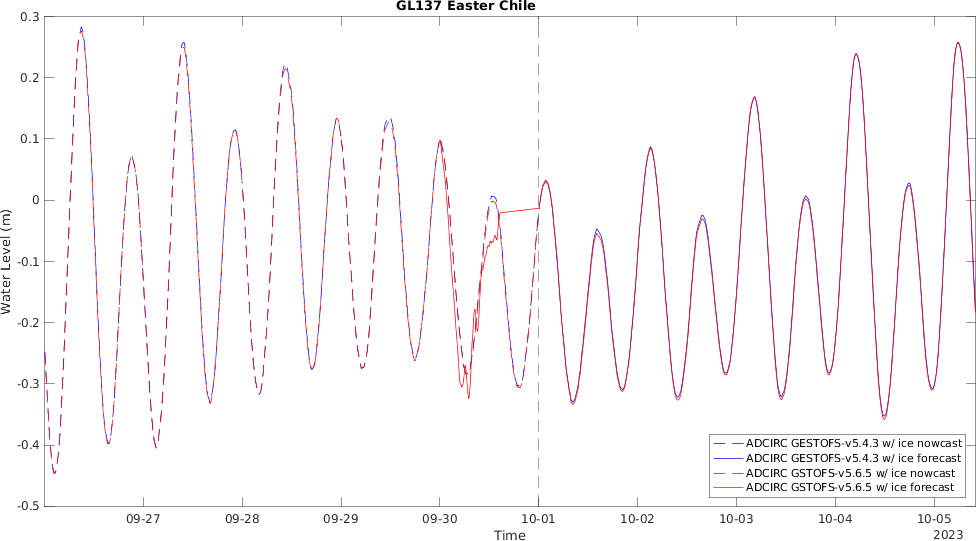 GL137 Easter Chile
0.3
0.2
0.1
0
-0.1
-0.2
-0.3
-0.4
-0.5
Water Level (m)
09-27 09-28 09-29 09-30 10-01 10-02 10-03 10-04 10-05
Time
2023
ADCIRC GESTOFS-v5.4.3 w/ ice nowcast
ADCIRC GESTOFS-v5.4.3 w/ ice forecast
ADCIRC GSTOFS-v5.6.5 w/ ice nowcast
ADCIRC GSTOFS-v5.6.5 w/ ice forecast